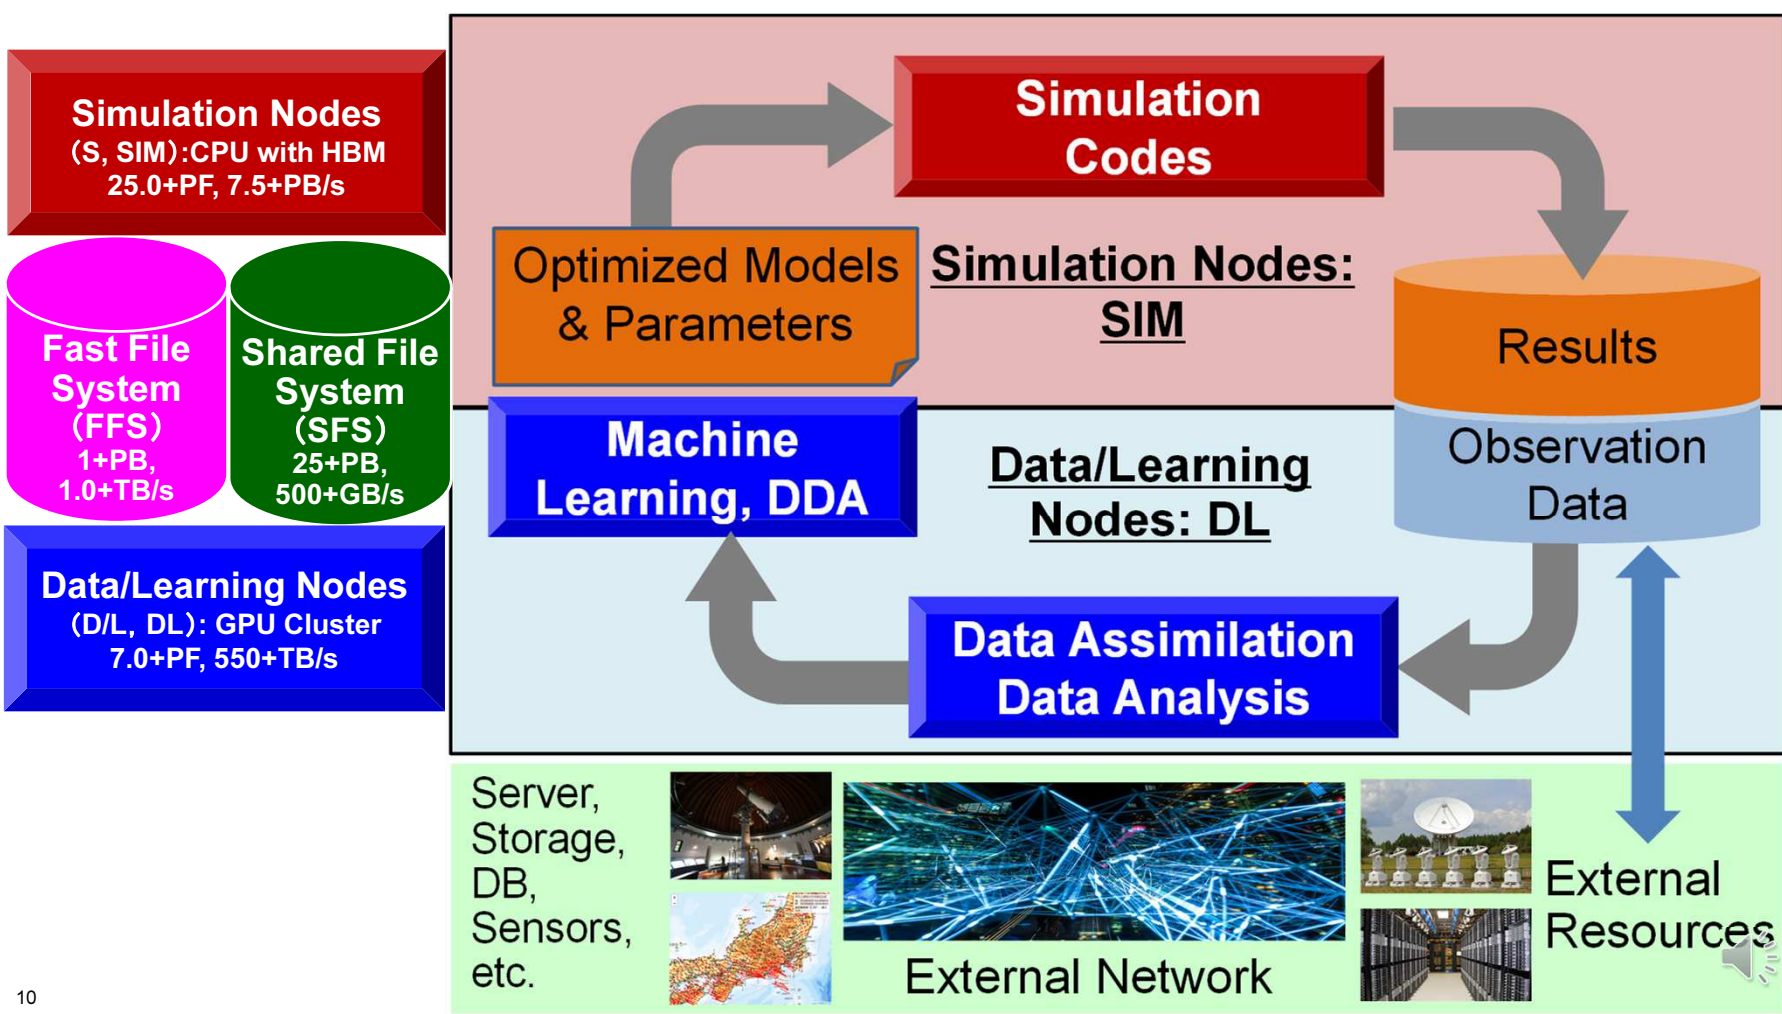 Simulation Nodes
(S, SIM):CPU with HBM
25.0+PF, 7.5+PB/s
Fast File
System
(FFS)
1+PB,
1.0+TB/s
Shared File
System
(SFS)
25+PB,
500+GB/s
Data/Learning Nodes
(D/L, DL): GPU Cluster
7.0+PF, 550+TB/s
Simulation
Codes
Optimized Models
& Parameters
Simulation Nodes:
SIM
Results
Machine
Learning, DDA
Data/Learning
Nodes: DL
Observation
Data
Data Assimilation
Data Analysis
Server,
Storage,
DB,
Sensors,
etc.
External Network
External
Resources
10